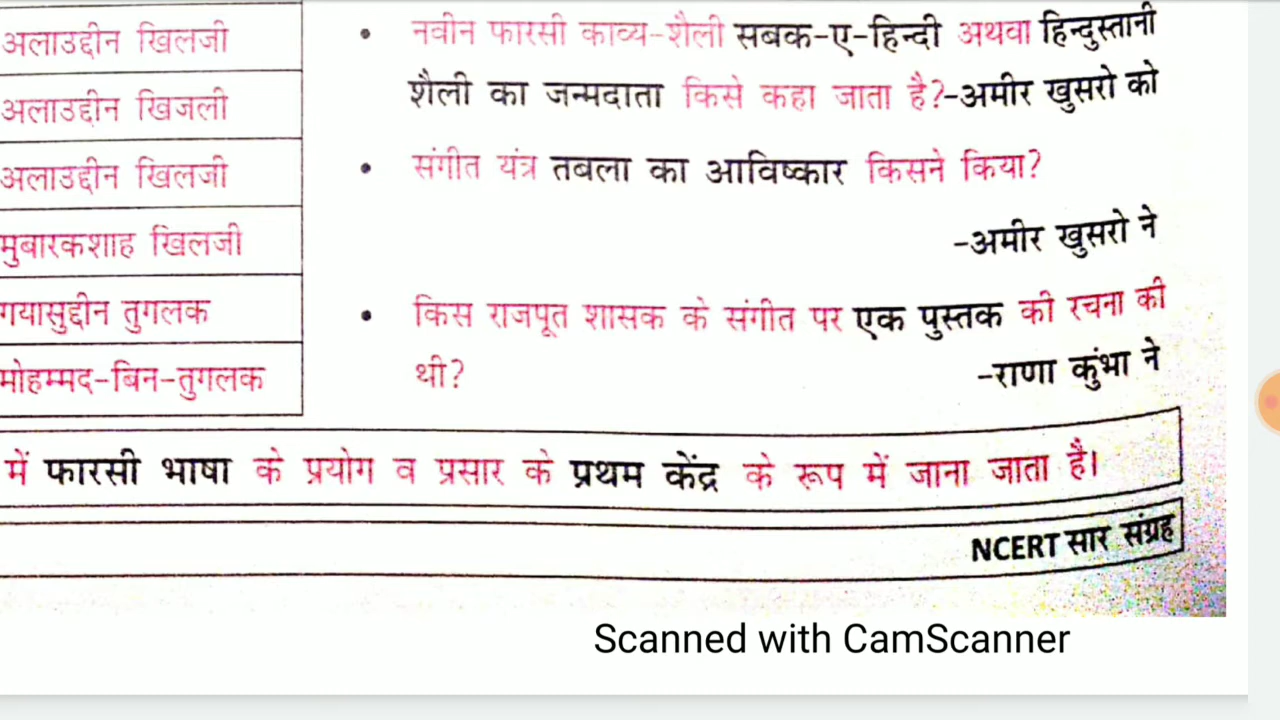 अलाउद्दीन खिलजी
अलाउद्दीन खिजली
अलाउद्दीन खिलजी
मुबारकशाह खिलजी
गयासुद्दीन तुगलक
मोहम्मद-बिन-तुगलक
• नवीन फारसी काव्य-शैली सबक-ए-हिन्दी अथवा हिन्दुस्तानी
शैली का जन्मदाता किसे कहा जाता है?-अमीर खुसरो को
• संगीत यंत्र तबला का आविष्कार किसने किया?
-अमीर खुसरो ने
• किस राजपूत शासक के संगीत पर एक पुस्तक की रचना की
थी? -राणा कुंभा ने
में फारसी भाषा के प्रयोग व प्रसार के प्रथम केंद्र के रूप में जाना जाता है।
NCERT सार संग्रह
Scanned with CamScanner